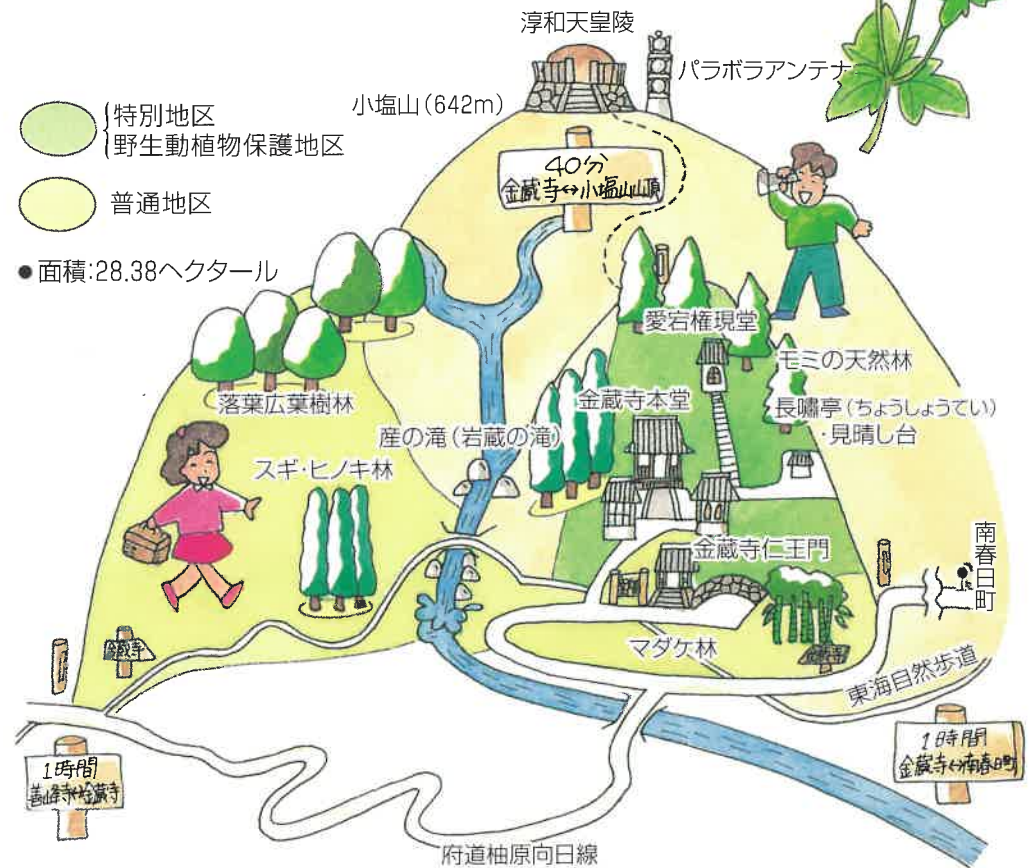 淳和天皇陵
パラボラアンテナ
小塩山(642m)
特別地区
野生動植物保護地区
普通地区
●面積:28.38ヘクタール
40分
金蔵寺↔小塩山山頂
愛宕権現堂
モミの天然林
落葉広葉樹林
金蔵寺本堂
長嘯亭(ちょうしょうてい)
・見晴し台
産の滝(岩蔵の滝)
スギ・ヒノキ林
金蔵寺仁王門
南春日町
マダケ林
金蔵寺
金蔵寺
東海自然歩道
1時間
善峰寺↔金蔵寺
1時間
金蔵寺↔南春日町
府道柚原向日線